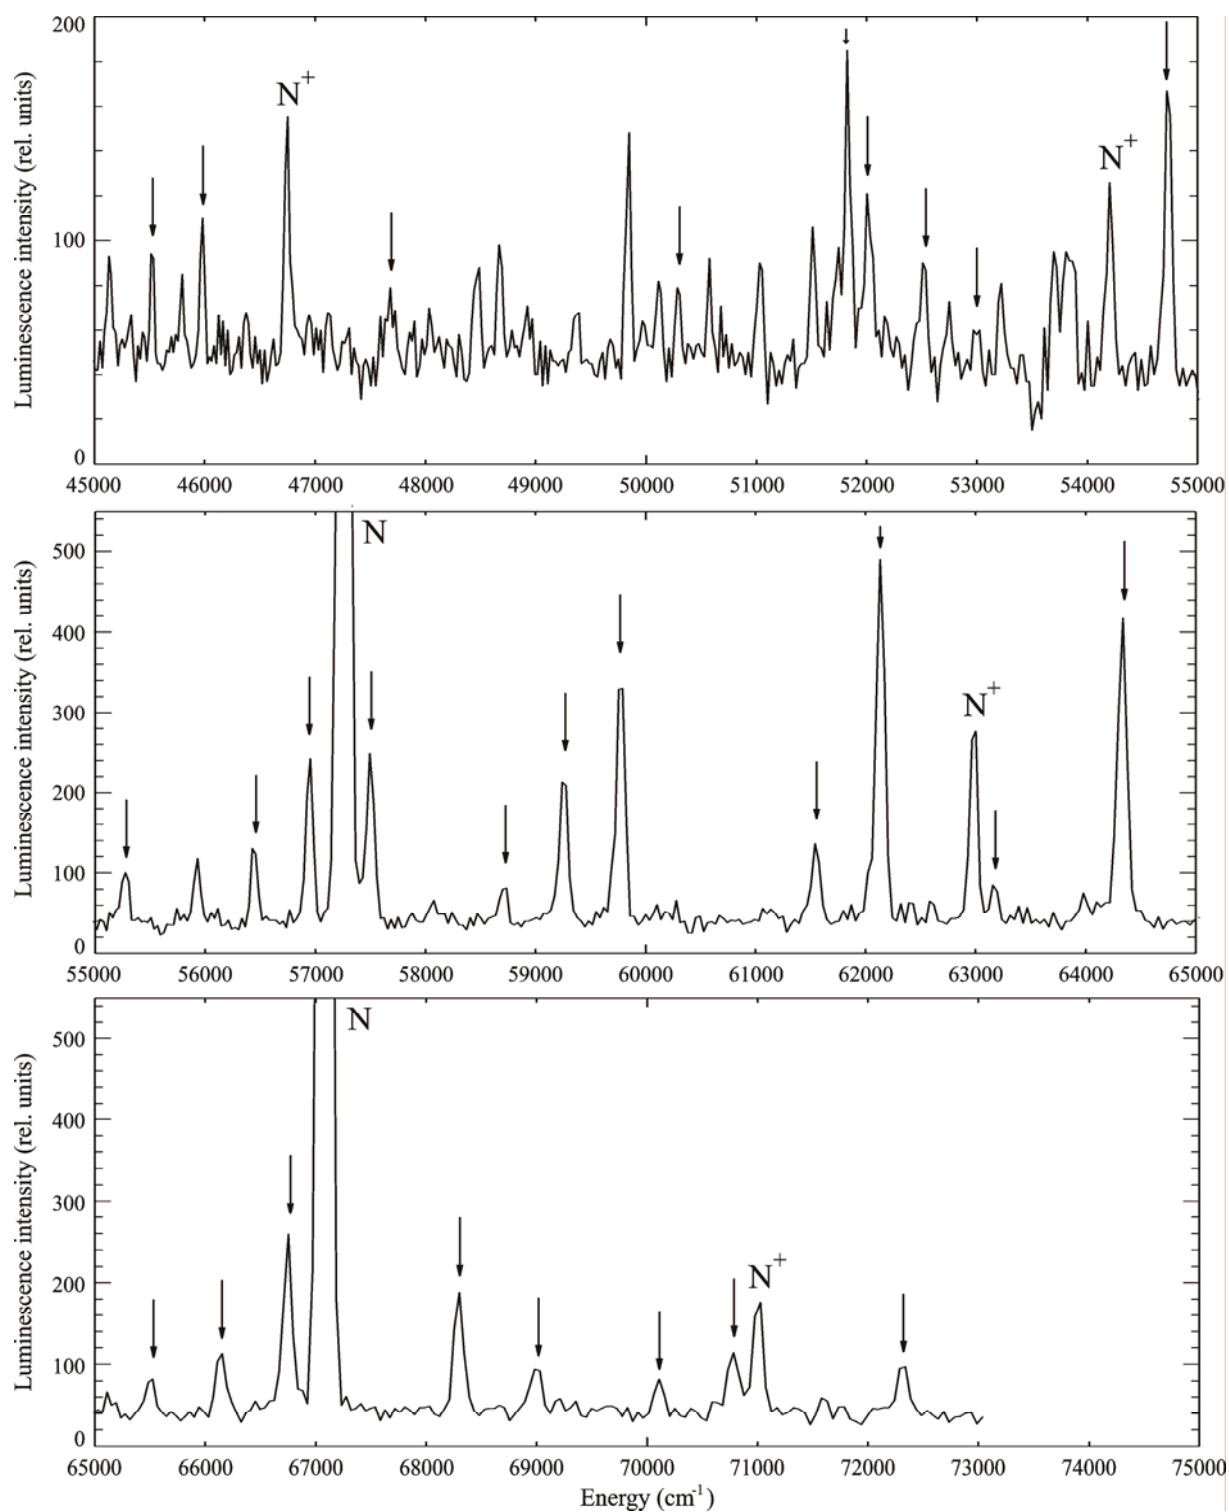 Luminescence intensity (rel. units)
200
100
0
N+
N+
45000 46000 47000 48000 49000 50000 51000 52000 53000 54000 55000
Luminescence intensity (rel. units)
500
400
300
200
100
0
N
N+
55000 56000 57000 58000 59000 60000 61000 62000 63000 64000 65000
Luminescence intensity (rel. units)
500
400
300
200
100
0
N
N+
65000 66000 67000 68000 69000 70000 71000 72000 73000 74000 75000
Energy (cm-1)